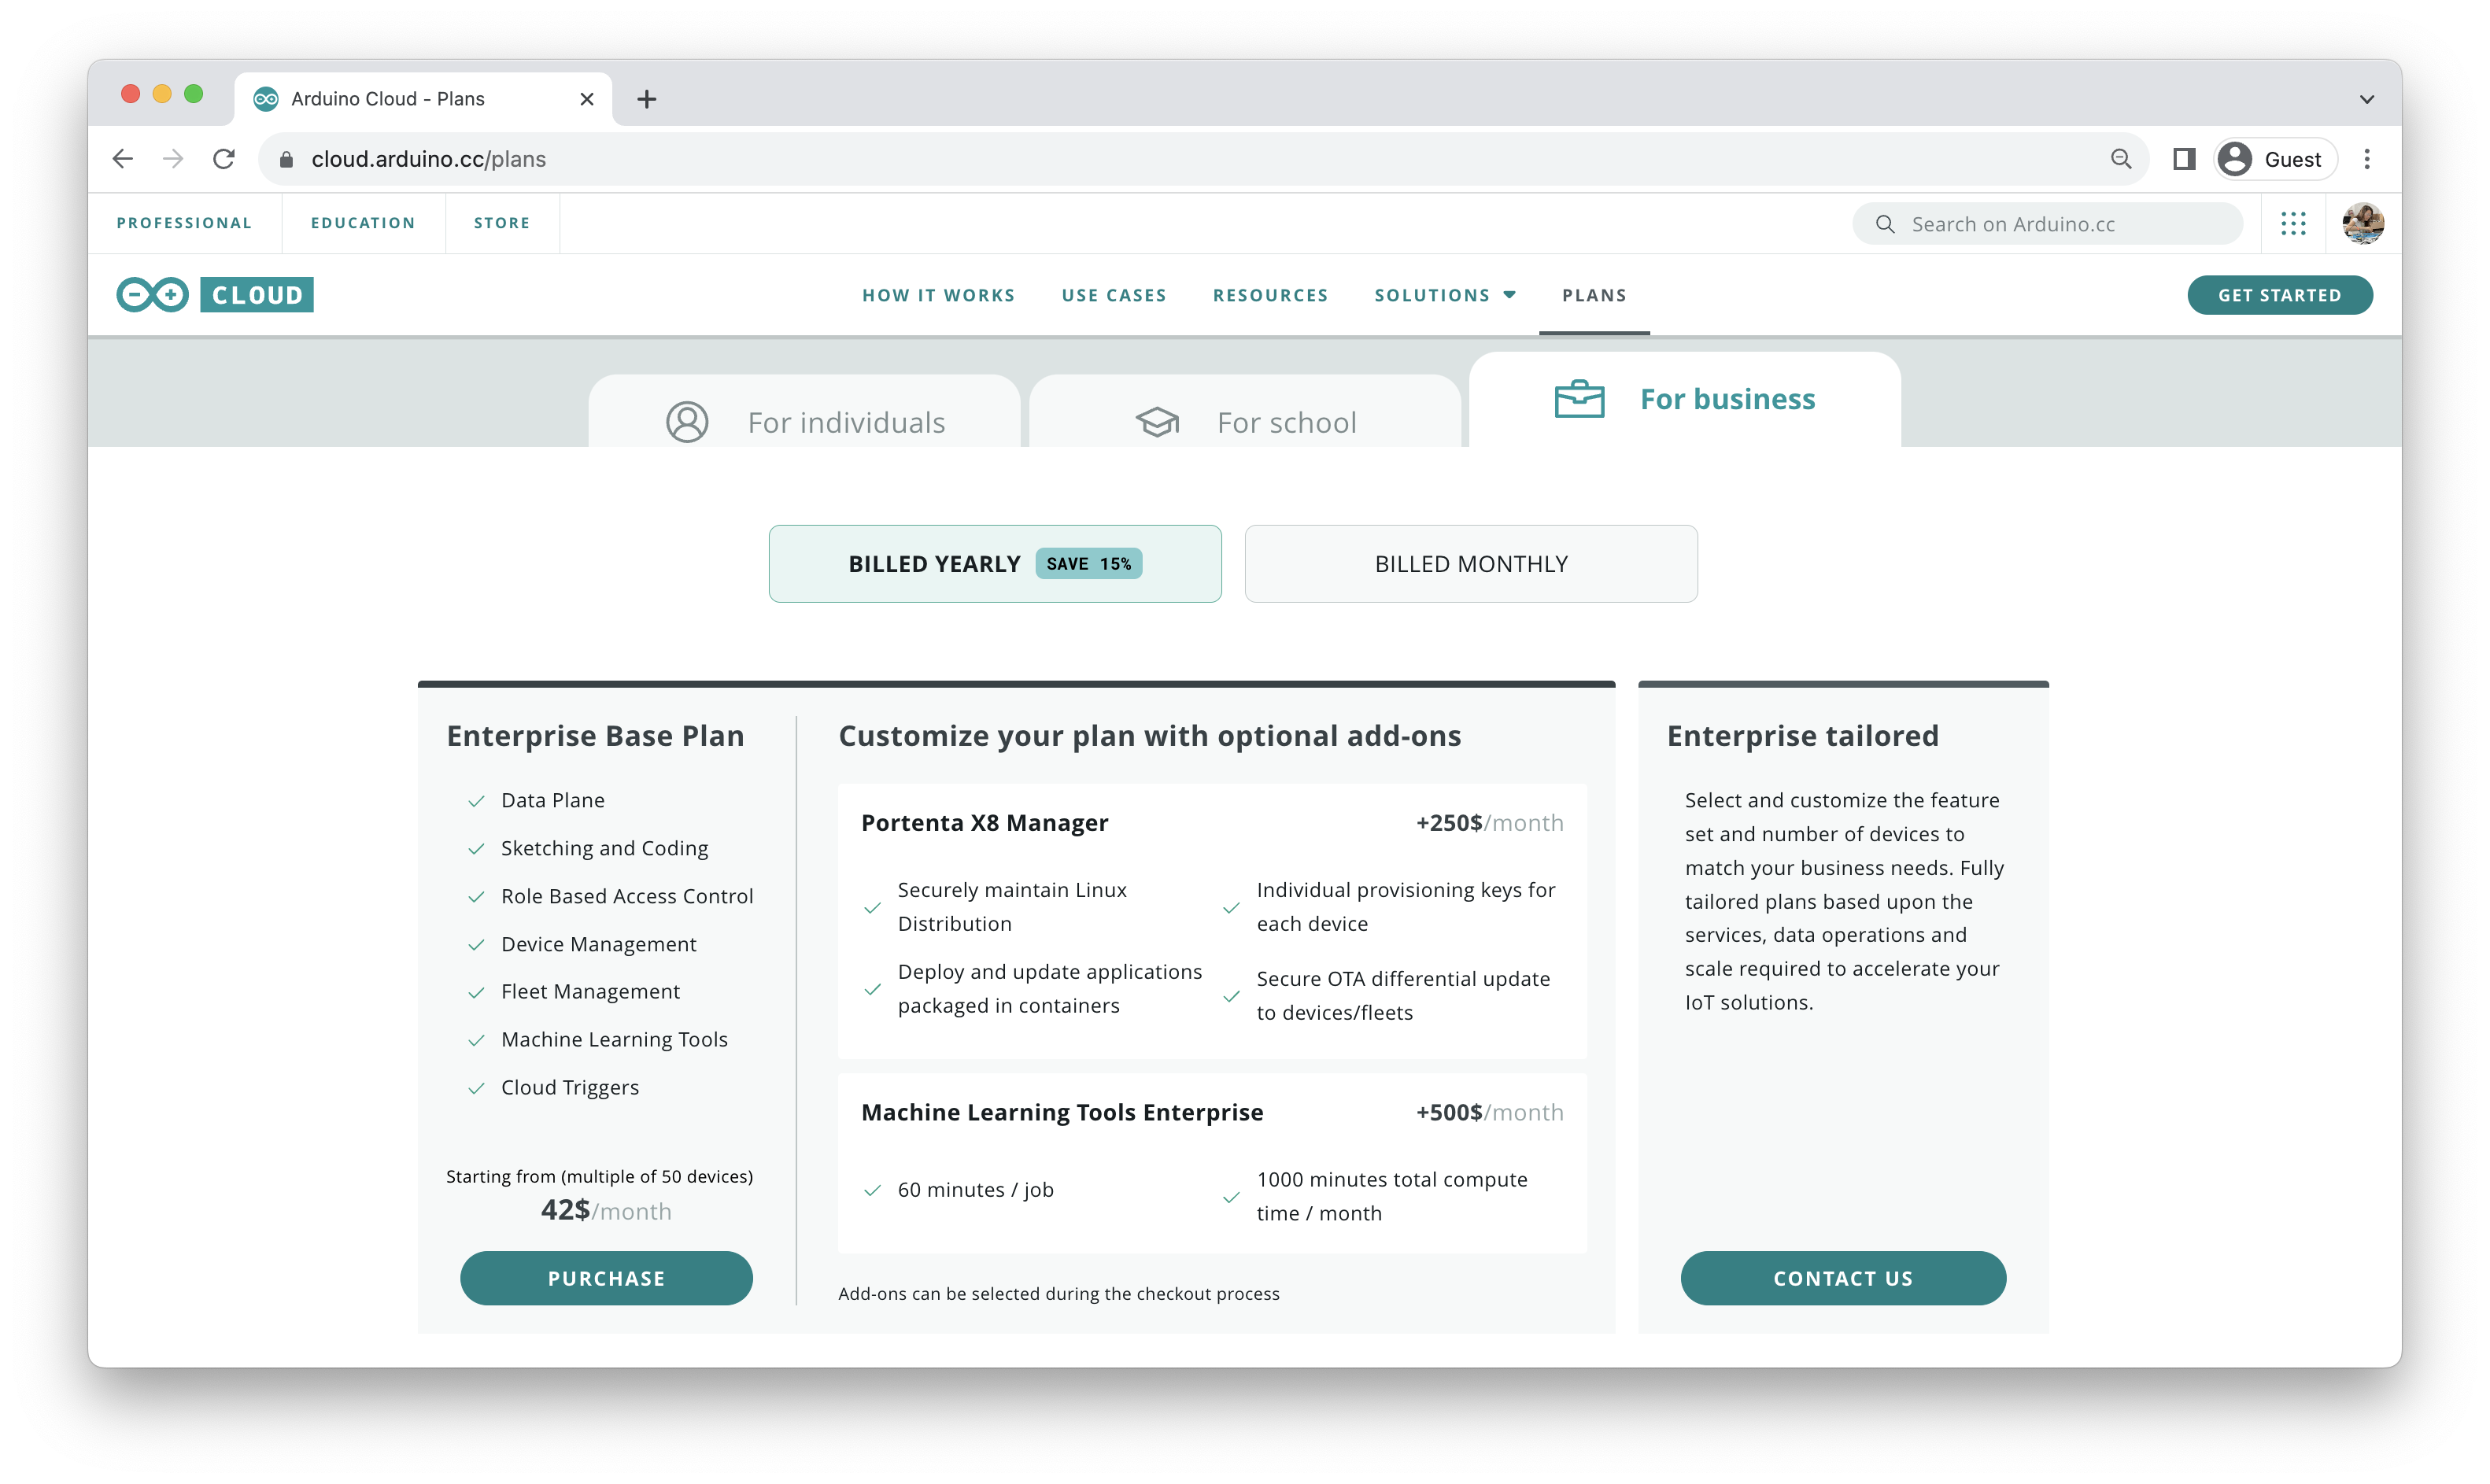 Arduino Cloud - Plans
cloud.arduino.cc/plans
Guest
PROFESSIONAL
EDUCATION
STORE
Search on Arduino.cc
CLOUD
HOW IT WORKS
USE CASES
RESOURCES
SOLUTIONS
PLANS
GET STARTED
For individuals
For school
For business
BILLED YEARLY SAVE 15%
BILLED MONTHLY
Enterprise Base Plan
Data Plane
Sketching and Coding
Role Based Access Control
Device Management
Fleet Management
Machine Learning Tools
Cloud Triggers
Starting from (multiple of 50 devices)
42$/month
PURCHASE
Customize your plan with optional add-ons
Portenta X8 Manager
+250$/month
Securely maintain Linux
Distribution
Individual provisioning keys for
each device
Deploy and update applications
packaged in containers
Secure OTA differential update
to devices/fleets
Machine Learning Tools Enterprise
+500$/month
60 minutes / job
1000 minutes total compute
time / month
Add-ons can be selected during the checkout process
Enterprise tailored
Select and customize the feature
set and number of devices to
match your business needs. Fully
tailored plans based upon the
services, data operations and
scale required to accelerate your
IoT solutions.
CONTACT US